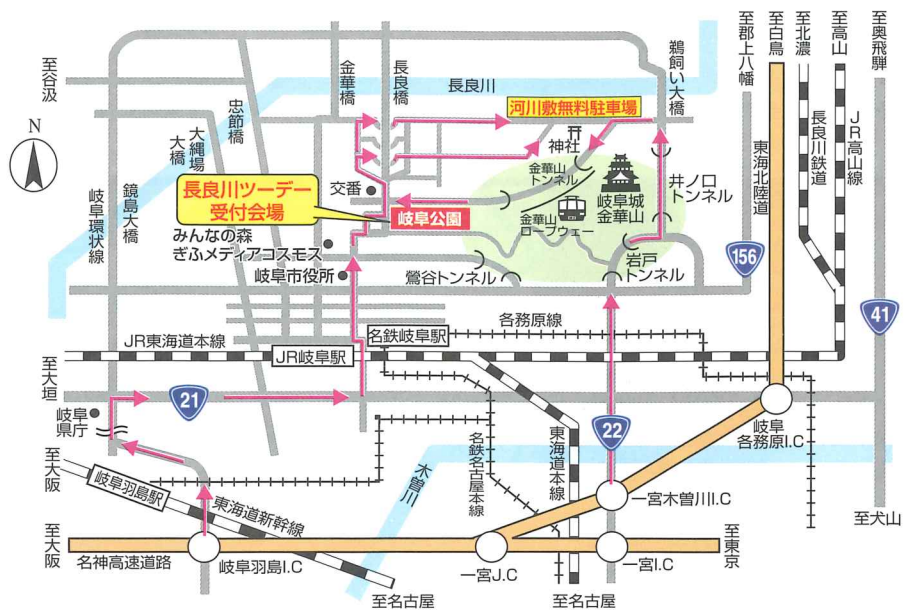 至谷汲
忠節橋
大縄場
大橋
金華橋
長良橋
長良川
鵜飼い大橋
至郡上八幡
至白鳥
至北濃
至高山
至奥飛騨
河川敷無料駐車場
神社
金華山
トンネル
岐阜城
金華山
井ノ口
トンネル
東海北陸道
長良川鉄道
JR高山線
N
岐阜環状線
鏡島大橋
長良川ツーデー
受付会場
交番
岐阜公園
金華山
ロープウェー
みんなの森
ぎふメディアコスモス
岐阜市役所
鶯谷トンネル
岩戸
トンネル
156
41
JR東海道本線
JR岐阜駅
名鉄岐阜駅
各務原線
至大垣
21
岐阜
県庁
22
岐阜
各務原I.C
至大阪
岐阜羽島駅
東海道新幹線
名鉄名古屋本線
東海道本線
木曽川
一宮木曽川I.C
至犬山
至大阪
名神高速道路
岐阜羽島I.C
一宮J.C
一宮I.C
至東京
至名古屋
至名古屋